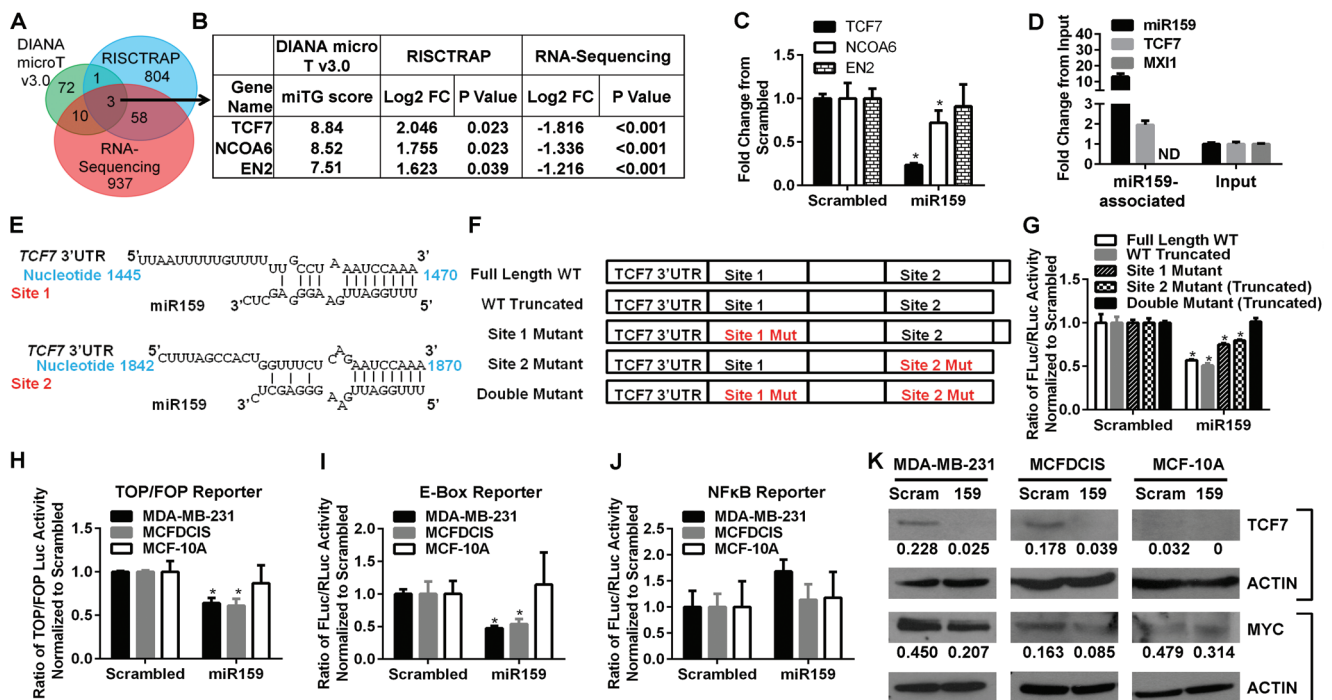 A
DIANA
microT
v3.0
RISCTRAP
804
72
1
3
10
58
RNA-
Sequencing
937
B
DIANA micro
T v3.0
RISCTRAP
RNA-Sequencing
Gene
Name
miTG score
Log2 FC
P Value
Log2 FC
P Value
TCF7 8.84 2.046 0.023 -1.816 <0.001
NCOA6 8.52 1.755 0.023 -1.336 <0.001
EN2 7.51 1.623 0.039 -1.216 <0.001
C
TCF7
NCOA6
EN2
Fold Change from
Scrambled
1.5
1.0
0.5
0.0
*
*
Scrambled
miR159
D
miR159
TCF7
MXI1
Fold Change from Input
30
20
10
2
1
0
ND
miR159-
associated
Input
E
TCF7 3'UTR
Nucleotide 1445
Site 1
5'
UUAAUUUUUGUUUU
UGCCU
AAAUCCAAA
3'
1470
miR159
3'
5'
TCF7 3'UTR
Nucleotide 1842
Site 2
5'
CUUUAGCCACU
GGUUUCU
AAUCCAAA
3'
1870
miR159
3'
5'
F
Full Length WT
TCF7 3'UTR
Site 1
Site 2
WT Truncated
TCF7 3'UTR
Site 1
Site 2
Site 1 Mutant
TCF7 3'UTR
Site 1 Mut
Site 2
Site 2 Mutant
TCF7 3'UTR
Site 1
Site 2 Mut
Double Mutant
TCF7 3'UTR
Site 1 Mut
Site 2 Mut
G
Full Length WT
WT Truncated
Site 1 Mutant
Site 2 Mutant (Truncated)
Double Mutant (Truncated)
Ratio of FLuc/RLuc Activity
Normalized to Scrambled
1.5
1.0
0.5
0.0
*
*
*
*
Scrambled
miR159
H
TOP/FOP Reporter
MDA-MB-231
MCFDCIS
MCF-10A
Ratio of TOP/FOP Luc Activity
Normalized to Scrambled
1.5
1.0
0.5
0.0
*
*
Scrambled
miR159
I
E-Box Reporter
MDA-MB-231
MCFDCIS
MCF-10A
Ratio of FLuc/RLuc Activity
Normalized to Scrambled
2.5
2.0
1.5
1.0
0.5
0.0
*
*
Scrambled
miR159
J
NFκB Reporter
MDA-MB-231
MCFDCIS
MCF-10A
Ratio of FLuc/RLuc Activity
Normalized to Scrambled
2.5
2.0
1.5
1.0
0.5
0.0
Scrambled
miR159
K
MDA-MB-231
MCFDCIS
MCF-10A
Scram 159
Scram 159
Scram 159
TCF7
0.228 0.025
0.178 0.039
0.032 0
ACTIN
MYC
0.450 0.207
0.163 0.085
0.479 0.314
ACTIN